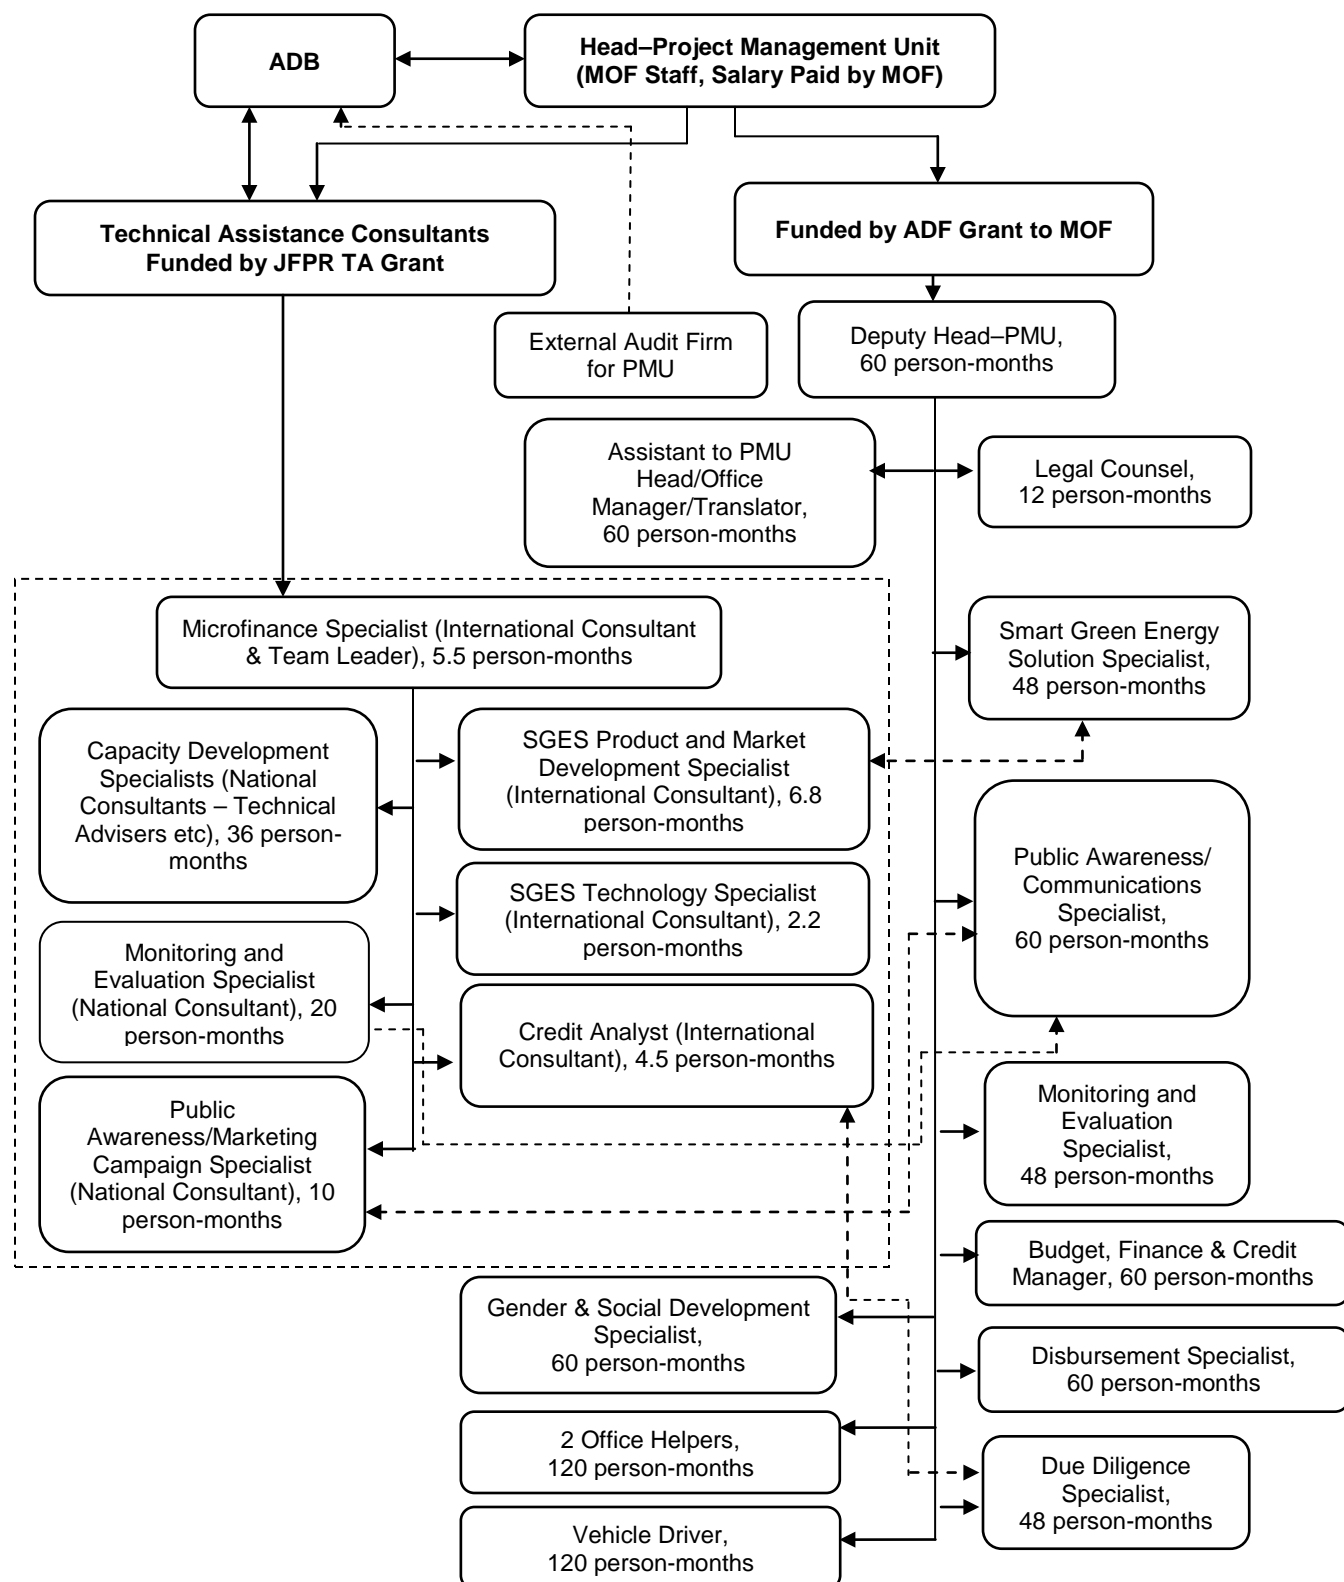 ADB
Head–Project Management Unit
(MOF Staff, Salary Paid by MOF)
Technical Assistance Consultants
Funded by JFPR TA Grant
Funded by ADF Grant to MOF
External Audit Firm
for PMU
Deputy Head–PMU,
60 person-months
Assistant to PMU
Head/Office
Manager/Translator,
60 person-months
Legal Counsel,
12 person-months
Microfinance Specialist (International Consultant
& Team Leader), 5.5 person-months
Smart Green Energy
Solution Specialist,
48 person-months
Capacity Development
Specialists (National
Consultants – Technical
Advisers etc), 36 person-
months
SGES Product and Market
Development Specialist
(International Consultant), 6.8
person-months
Public Awareness/
Communications
Specialist,
60 person-months
SGES Technology Specialist
(International Consultant), 2.2
person-months
Monitoring and
Evaluation Specialist
(National Consultant), 20
person-months
Credit Analyst (International
Consultant), 4.5 person-months
Monitoring and
Evaluation
Specialist,
48 person-months
Public
Awareness/Marketing
Campaign Specialist
(National Consultant), 10
person-months
Budget, Finance & Credit
Manager, 60 person-months
Gender & Social Development
Specialist,
60 person-months
Disbursement Specialist,
60 person-months
2 Office Helpers,
120 person-months
Due Diligence
Specialist,
48 person-months
Vehicle Driver,
120 person-months